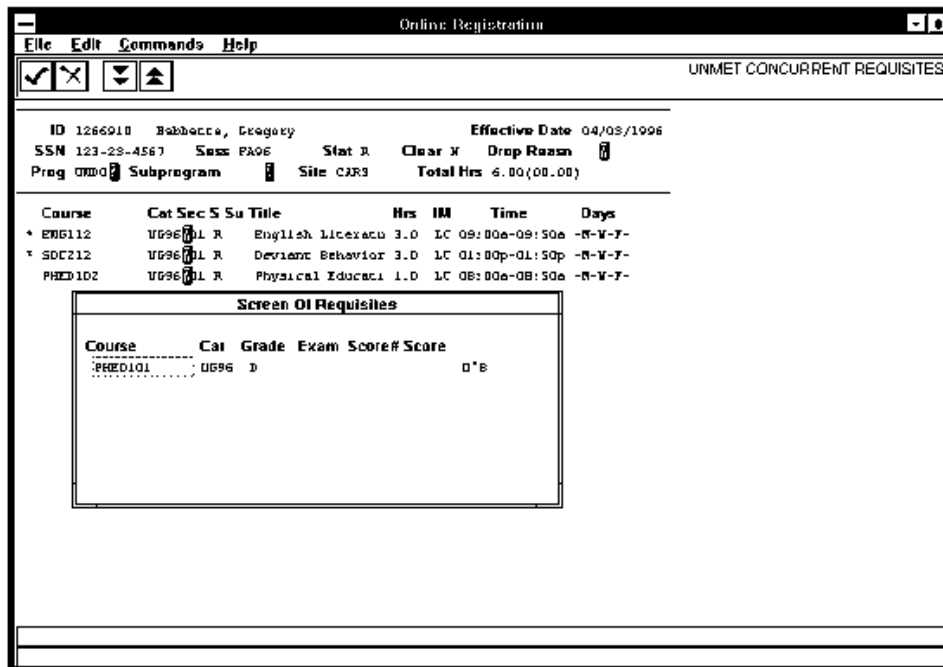 Online Registration
File Edit Commands Help
UNMET CONCURRENT REQUISITES
ID 1266910 Gregory Effective Date 04/03/1996
SSN 123-23-4567 Sess FA96 Stat R Clear N Drop Reasn ?
Prog UNDG? Subprogram ? Site CARS Total Hrs 6.00(00.00)
Course Cat Sec S Su Title Hrs IM Time Days
* ENG112 UG96?01 R English Literatu 3.0 LC 09:00a-09:50a -M-W-F-
* SOC212 UG96?01 R Deviant Behavior 3.0 LC 01:00p-01:50p -M-W-F-
PHED102 UG96?01 R Physical Educati 1.0 LC 08:00a-08:50a -M-W-F-
Screen Of Requisites
Course Cat Grade Exam Score# Score
PHED101 UG96 D